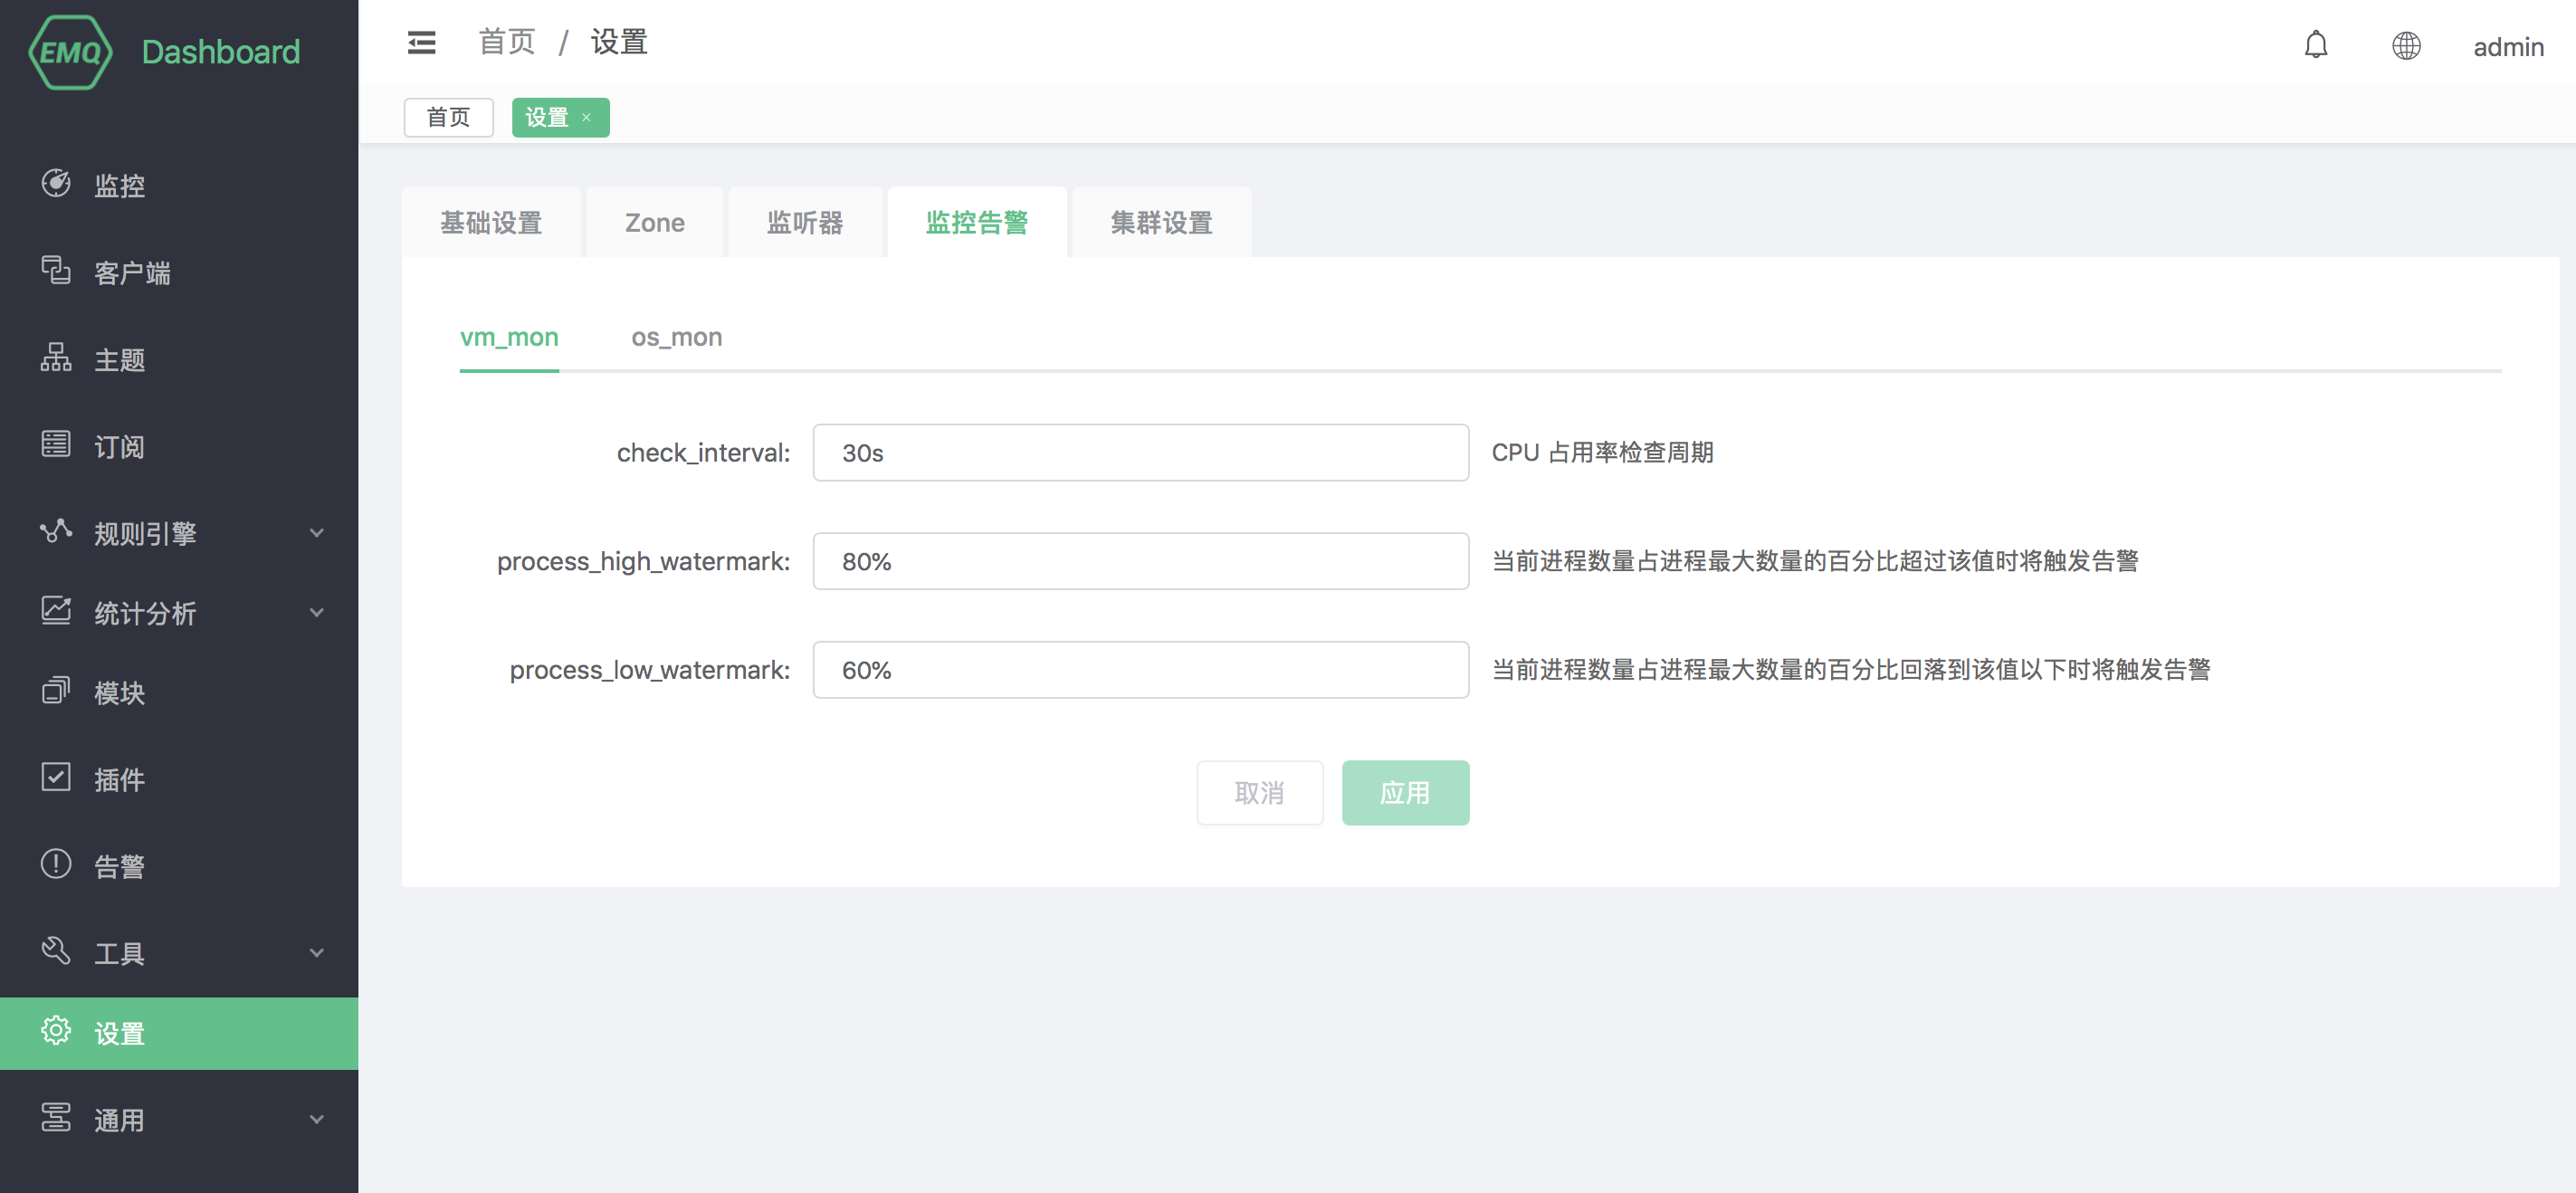 EMQ Dashboard
监控
客户端
主题
订阅
规则引擎
统计分析
模块
插件
告警
工具
设置
通用
首页 / 设置
admin
首页
设置 ×
基础设置 Zone 监听器 监控告警 集群设置
vm_mon os_mon
check_interval: 30s CPU 占用率检查周期
process_high_watermark: 80% 当前进程数量占进程最大数量的百分比超过该值时将触发告警
process_low_watermark: 60% 当前进程数量占进程最大数量的百分比回落到该值以下时将触发告警
取消 应用